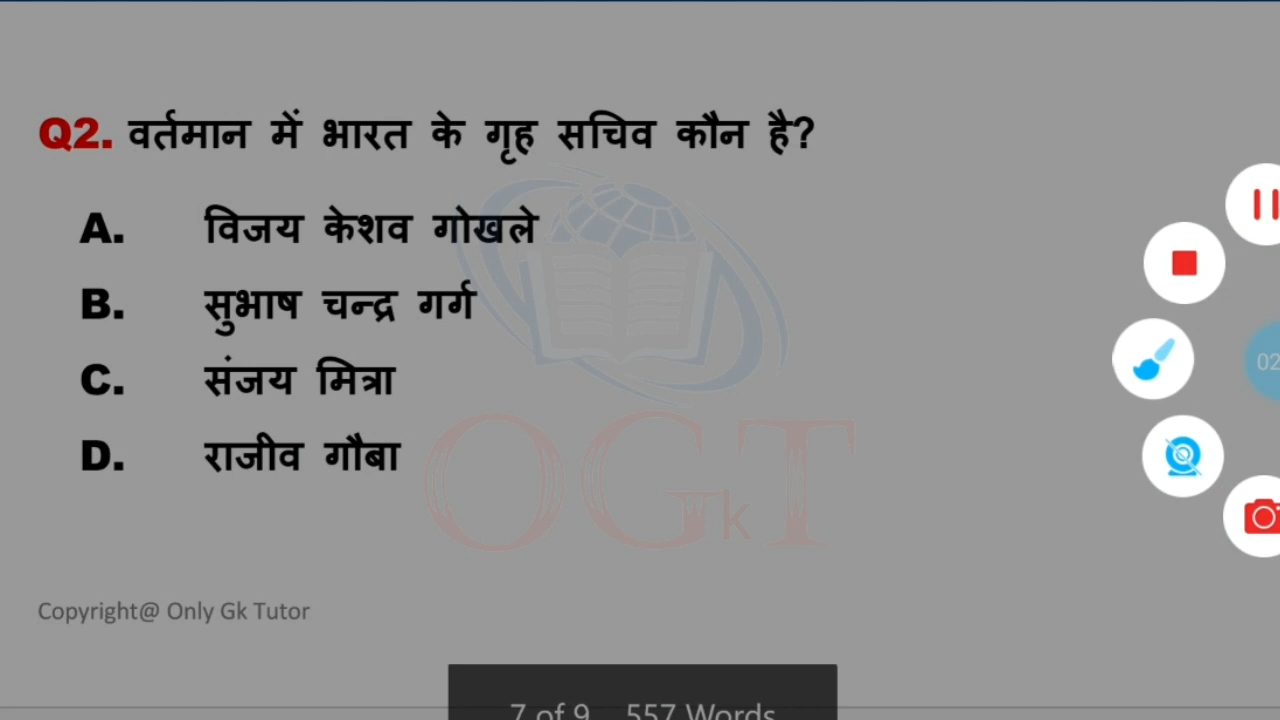 Q2. वर्तमान में भारत के गृह सचिव कौन है?
A. विजय केशव गोखले
B. सुभाष चन्द्र गर्ग
C. संजय मित्रा
D. राजीव गौबा
OGkT
Copyright@ Only Gk Tutor
02
7 of 9 557 Words